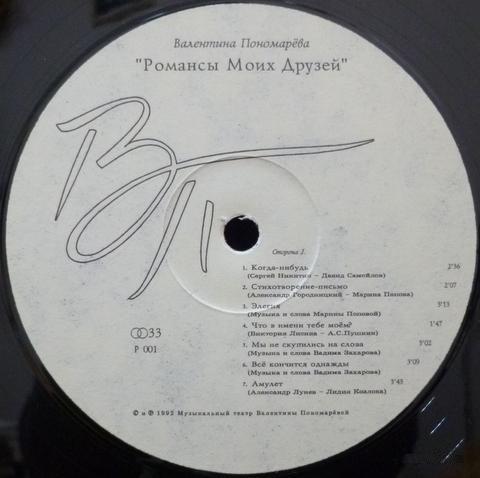 Валентина Пономарёва
"Романсы Моих Друзей"
ВП
Сторона 1.
1. Когда-нибудь 2'36
(Сергей Никитин – Давид Самойлов)
2. Стихотворение-письмо 2'07
(Александр Городницкий – Марина Попова)
3. Элегия 3'13
(Музыка и слова Марины Поповой)
4. Что в имени тебе моём? 1'47
(Виктория – А.С.Пушкин)
5. Мы не скупились на слова 3'02
(Музыка и слова Вадима Захарова)
6. Всё кончится однажды 3'09
(Музыка и слова Вадима Захарова)
7. Амулет 3'43
(Александр Лунев – Лидия Козлова)
33
Р 001
© и ℗ 1992 Музыкальный театр Валентины Пономарёвой